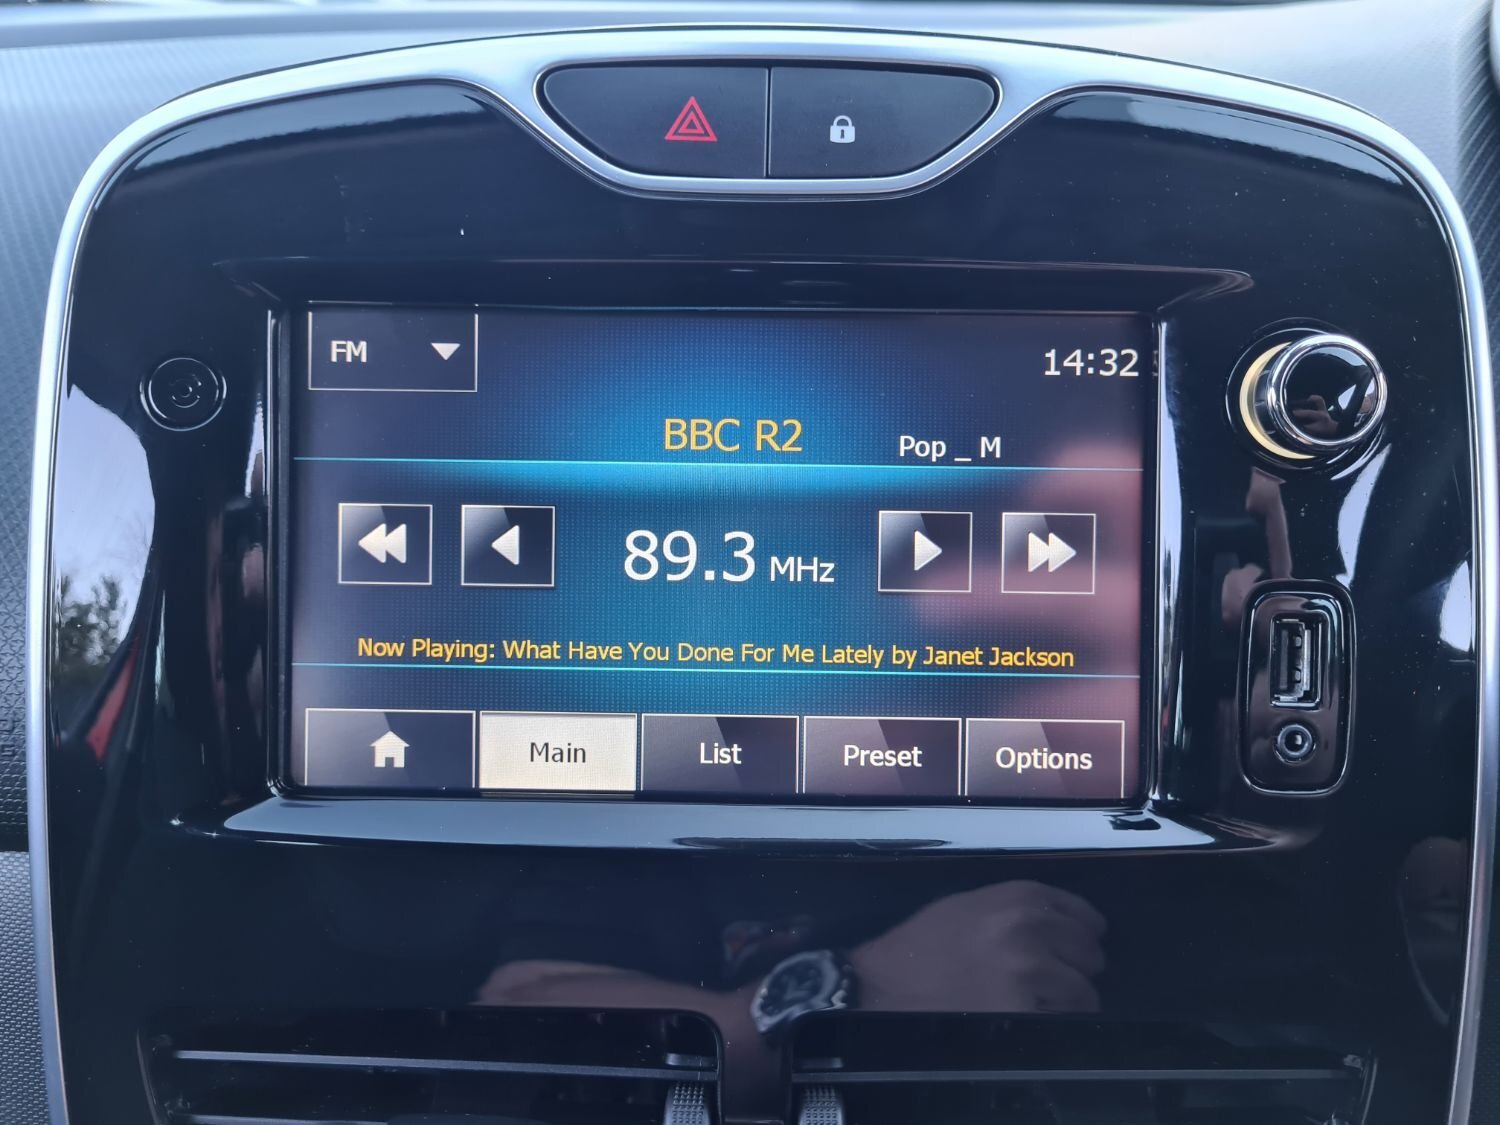 FM
14:32
BBC R2
Pop _ M
89.3 MHz
Now Playing: What Have You Done For Me Lately by Janet Jackson
Main
List
Preset
Options